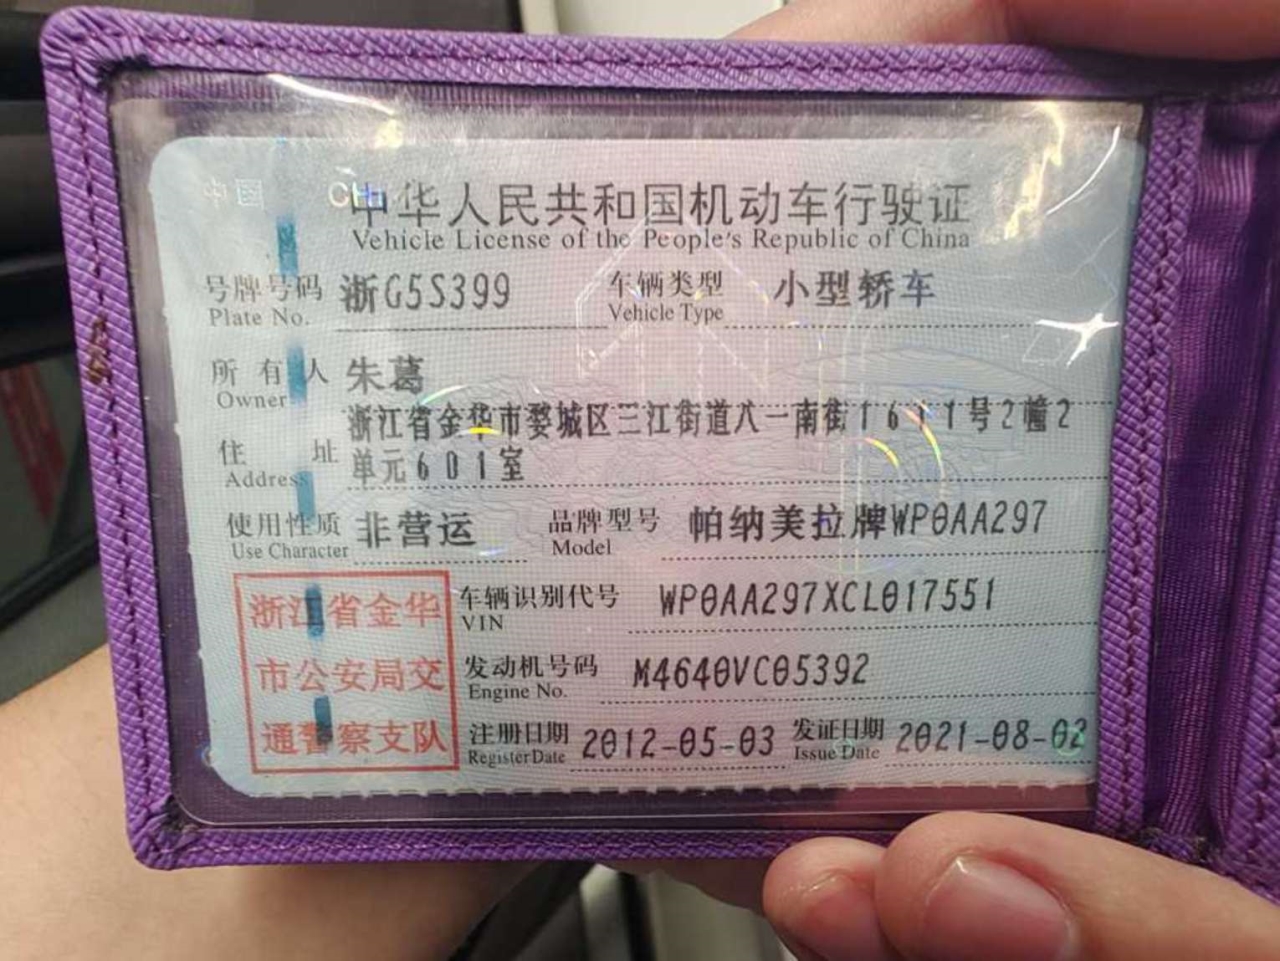 中国 CHI
中华人民共和国机动车行驶证
Vehicle License of the People's Republic of China
号牌号码 浙G5S399 车辆类型 小型轿车
Plate No. Vehicle Type
所有人 朱葛
Owner
浙江省金华市婺城区三江街道八一南街1611号2幢2
住址 单元601室
Address
使用性质 非营运 品牌型号 帕纳美拉牌WP0AA297
Use Character Model
浙江省金华 车辆识别代号 WP0AA297XCL017551
VIN
市公安局交 发动机号码 M4640VC05392
Engine No.
通警察支队 注册日期 2012-05-03 发证日期 2021-08-02
Register Date Issue Date